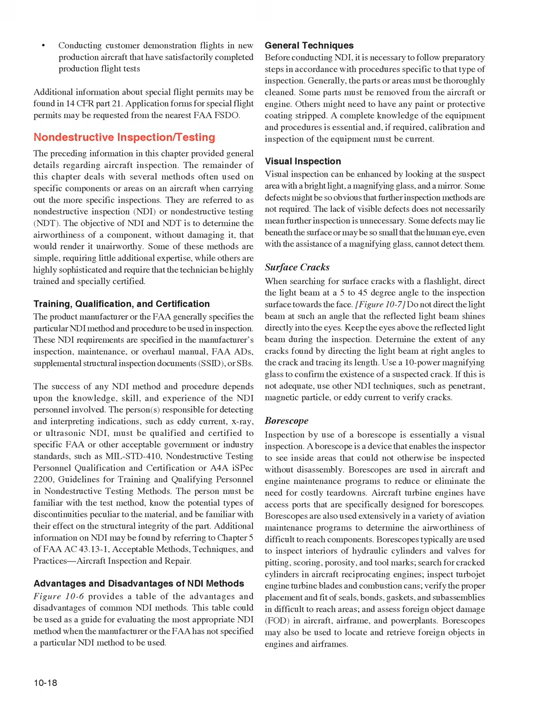 • Conducting customer demonstration flights in new
production aircraft that have satisfactorily completed
production flight tests
Additional information about special flight permits may be
found in 14 CFR part 21. Application forms for special flight
permits may be requested from the nearest FAA FSDO.
Nondestructive Inspection/Testing
The preceding information in this chapter provided general
details regarding aircraft inspection. The remainder of
this chapter deals with several methods often used on
specific components or areas on an aircraft when carrying
out the more specific inspections. They are referred to as
nondestructive inspection (NDI) or nondestructive testing
(NDT). The objective of NDI and NDT is to determine the
airworthiness of a component, without damaging it, that
would render it unairworthy. Some of these methods are
simple, requiring little additional expertise, while others are
highly sophisticated and require that the technician be highly
trained and specially certified.
Training, Qualification, and Certification
The product manufacturer or the FAA generally specifies the
particular NDI method and procedure to be used in inspection.
These NDI requirements are specified in the manufacturer's
inspection, maintenance, or overhaul manual, FAA ADs,
supplemental structural inspection documents (SSID), or SBs.
The success of any NDI method and procedure depends
upon the knowledge, skill, and experience of the NDI
personnel involved. The person(s) responsible for detecting
and interpreting indications, such as eddy current, x-ray,
or ultrasonic NDI, must be qualified and certified to
specific FAA or other acceptable government or industry
standards, such as MIL-STD-410, Nondestructive Testing
Personnel Qualification and Certification or A4A iSPec
2200, Guidelines for Training and Qualifying Personnel
in Nondestructive Testing Methods. The person must be
familiar with the test method, know the potential types of
discontinuities peculiar to the material, and be familiar with
their effect on the structural integrity of the part. Additional
information on NDI may be found by referring to Chapter 5
of FAA AC 43.13-1, Acceptable Methods, Techniques, and
Practices—Aircraft Inspection and Repair.
Advantages and Disadvantages of NDI Methods
Figure 10-6 provides a table of the advantages and
disadvantages of common NDI methods. This table could
be used as a guide for evaluating the most appropriate NDI
method when the manufacturer or the FAA has not specified
a particular NDI method to be used.
General Techniques
Before conducting NDI, it is necessary to follow preparatory
steps in accordance with procedures specific to that type of
inspection. Generally, the parts or areas must be thoroughly
cleaned. Some parts must be removed from the aircraft or
engine. Others might need to have any paint or protective
coating stripped. A complete knowledge of the equipment
and procedures is essential and, if required, calibration and
inspection of the equipment must be current.
Visual Inspection
Visual inspection can be enhanced by looking at the suspect
area with a bright light, a magnifying glass, and a mirror. Some
defects might be so obvious that further inspection methods are
not required. The lack of visible defects does not necessarily
mean further inspection is unnecessary. Some defects may lie
beneath the surface or may be so small that the human eye, even
with the assistance of a magnifying glass, cannot detect them.
Surface Cracks
When searching for surface cracks with a flashlight, direct
the light beam at a 5 to 45 degree angle to the inspection
surface towards the face. [Figure 10-7] Do not direct the light
beam at such an angle that the reflected light beam shines
directly into the eyes. Keep the eyes above the reflected light
beam during the inspection. Determine the extent of any
cracks found by directing the light beam at right angles to
the crack and tracing its length. Use a 10-power magnifying
glass to confirm the existence of a suspected crack. If this is
not adequate, use other NDI techniques, such as penetrant,
magnetic particle, or eddy current to verify cracks.
Borescope
Inspection by use of a borescope is essentially a visual
inspection. A borescope is a device that enables the inspector
to see inside areas that could not otherwise be inspected
without disassembly. Borescopes are used in aircraft and
engine maintenance programs to reduce or eliminate the
need for costly teardowns. Aircraft turbine engines have
access ports that are specifically designed for borescopes.
Borescopes are also used extensively in a variety of aviation
maintenance programs to determine the airworthiness of
difficult to reach components. Borescopes typically are used
to inspect interiors of hydraulic cylinders and valves for
pitting, scoring, porosity, and tool marks; search for cracked
cylinders in aircraft reciprocating engines; inspect turbojet
engine turbine blades and combustion cans; verify the proper
placement and fit of seals, bonds, gaskets, and subassemblies
in difficult to reach areas; and assess foreign object damage
(FOD) in aircraft, airframe, and powerplants. Borescopes
may also be used to locate and retrieve foreign objects in
engines and airframes.
10-18